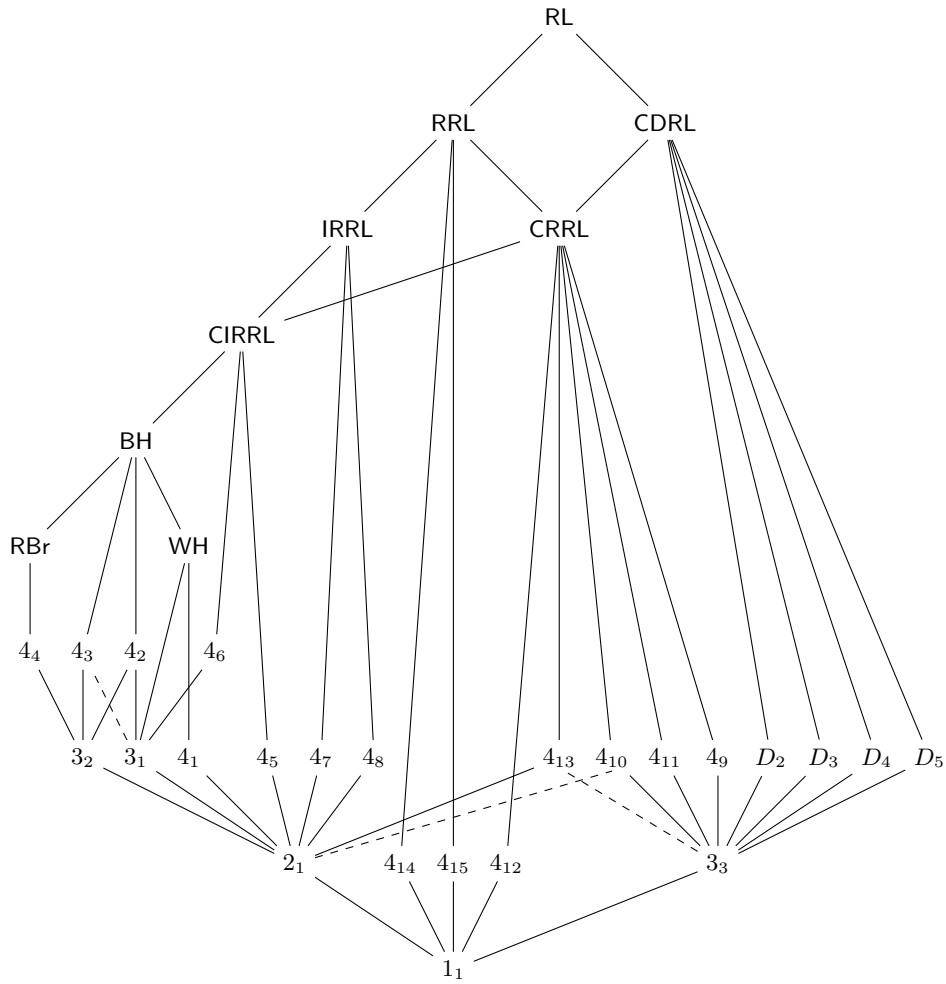 RL
RRL CDRL
IRRL CRRL
CIRRL
BH
RBr WH
4₄ 4₃ 4₂ 4₆
3₂ 3₁ 4₁ 4₅ 4₇ 4₈ 4₁₃ 4₁₀ 4₁₁ 4₉ D₂ D₃ D₄ D₅
2₁ 4₁₄ 4₁₅ 4₁₂ 3₃
1₁